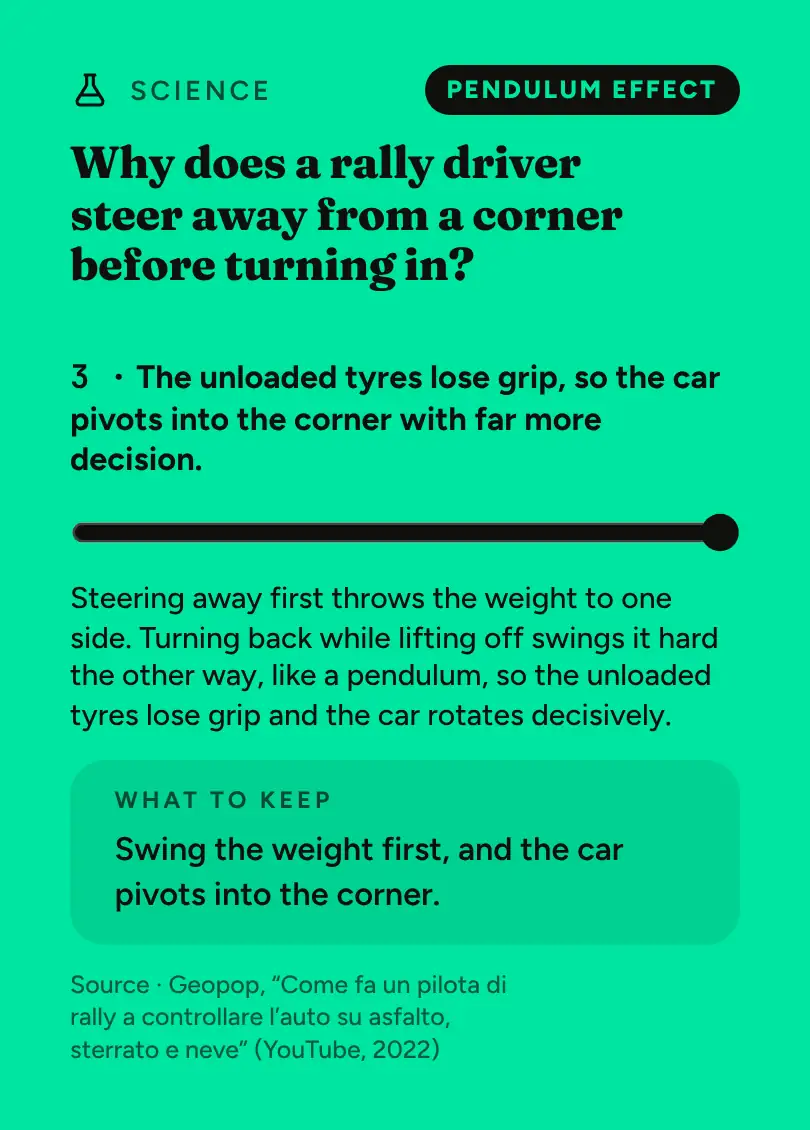 SCIENCE
PENDULUM EFFECT
Why does a rally driver
steer away from a corner
before turning in?
3 · The unloaded tyres lose grip, so the car
pivots into the corner with far more
decision.
Steering away first throws the weight to one
side. Turning back while lifting off swings it hard
the other way, like a pendulum, so the unloaded
tyres lose grip and the car rotates decisively.
WHAT TO KEEP
Swing the weight first, and the car
pivots into the corner.
Source · Geopop, “Come fa un pilota di
rally a controllare l’auto su asfalto,
sterrato e neve” (YouTube, 2022)